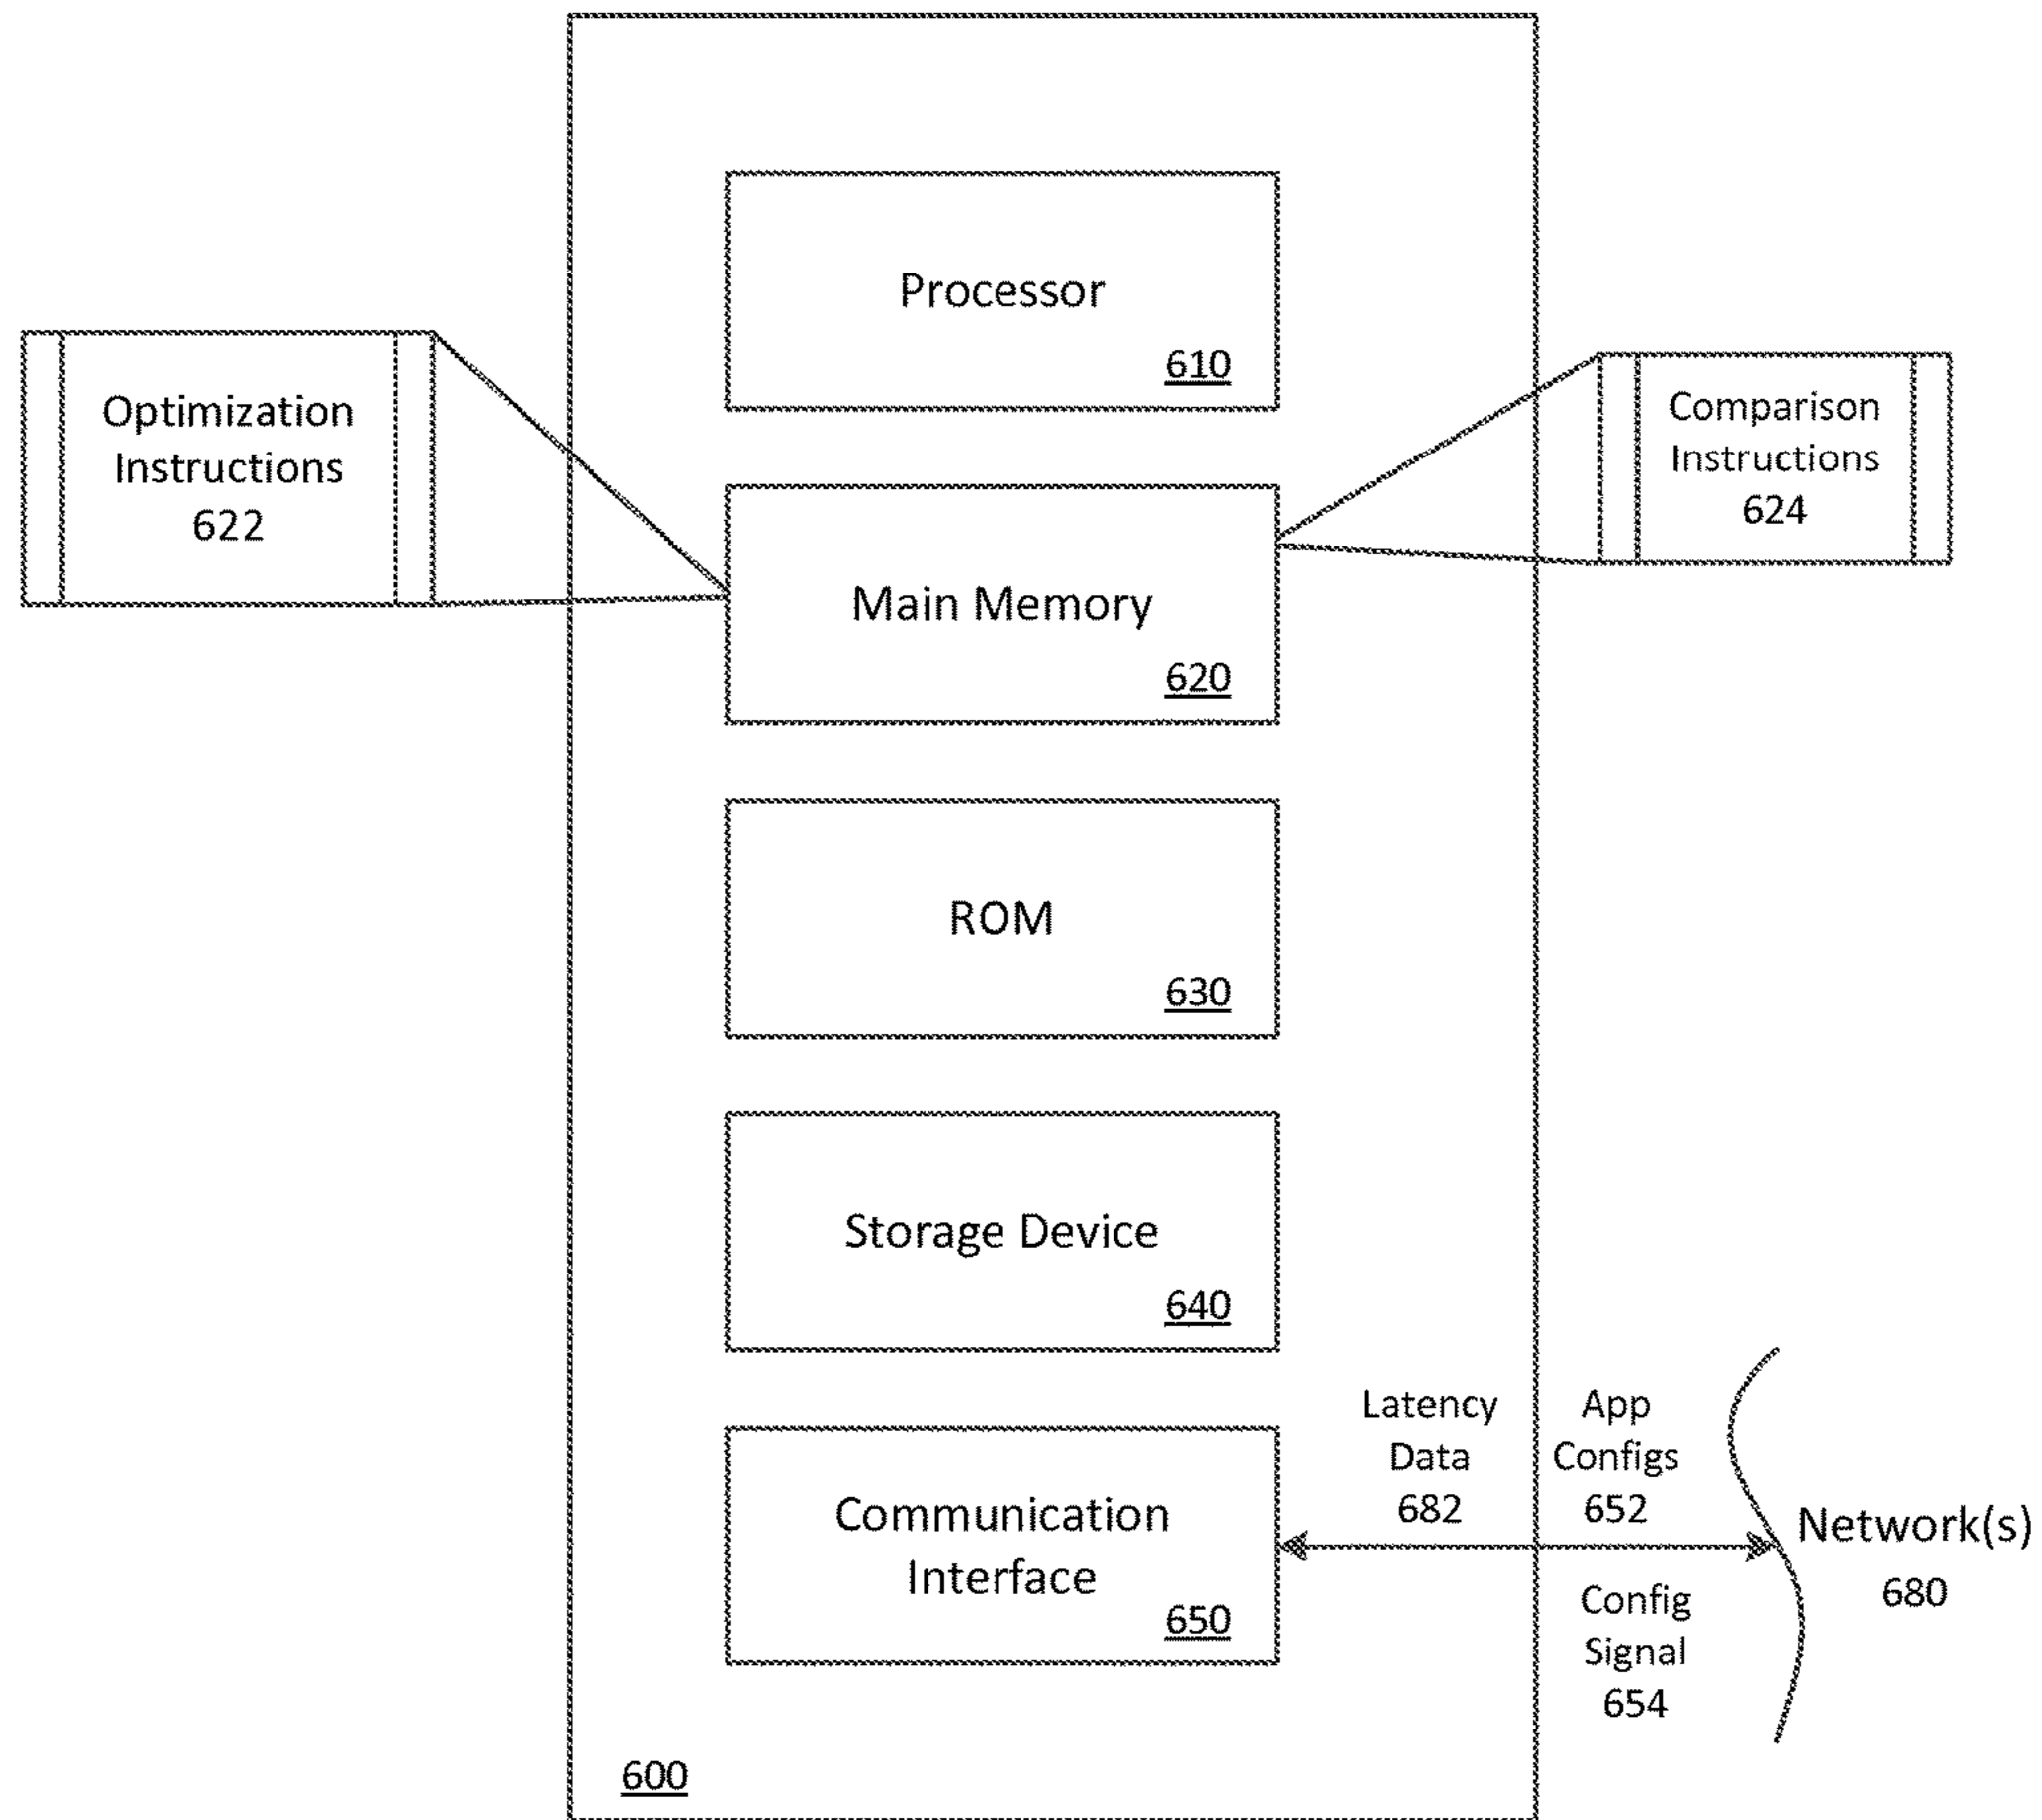 Processor
610
Optimization
Instructions
622
Comparison
Instructions
624
Main Memory
620
ROM
630
Storage Device
640
Communication
Interface
650
Latency
Data
682
App
Configs
652
Config
Signal
654
Network(s)
680
600